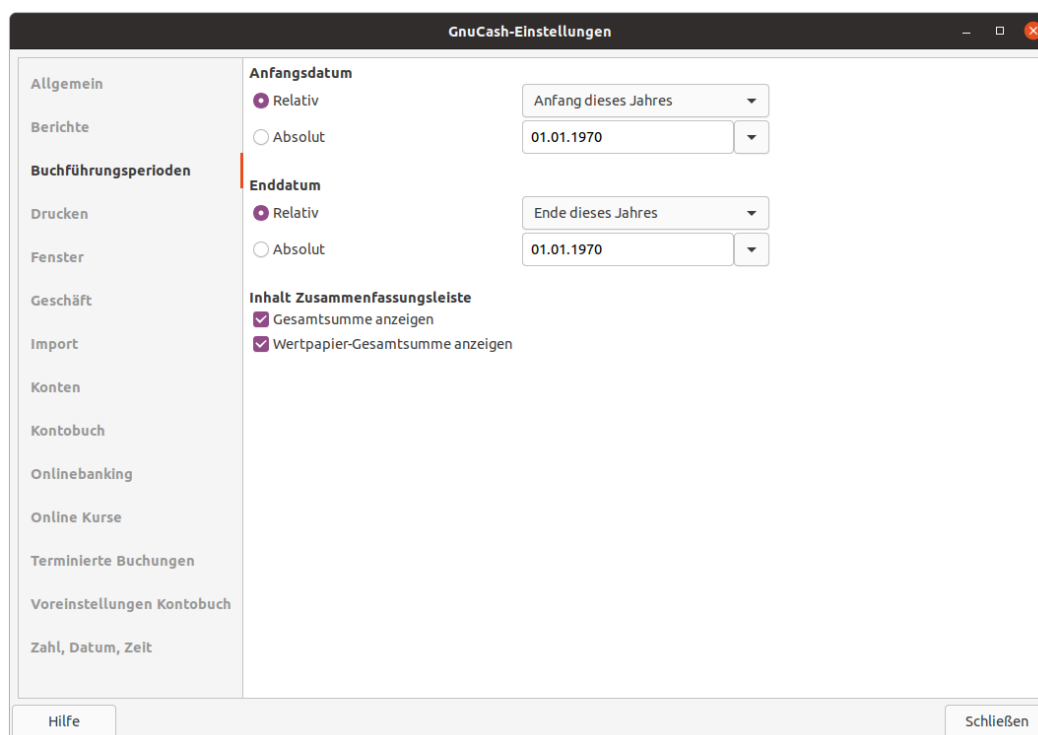 GnuCash-Einstellungen
Allgemein
Berichte
Buchführungsperioden
Drucken
Fenster
Geschäft
Import
Konten
Kontobuch
Onlinebanking
Online Kurse
Terminierte Buchungen
Voreinstellungen Kontobuch
Zahl, Datum, Zeit
Anfangsdatum
Relativ Anfang dieses Jahres
Absolut 01.01.1970
Enddatum
Relativ Ende dieses Jahres
Absolut 01.01.1970
Inhalt Zusammenfassungsleiste
Gesamtsumme anzeigen
Wertpapier-Gesamtsumme anzeigen
Hilfe Schließen